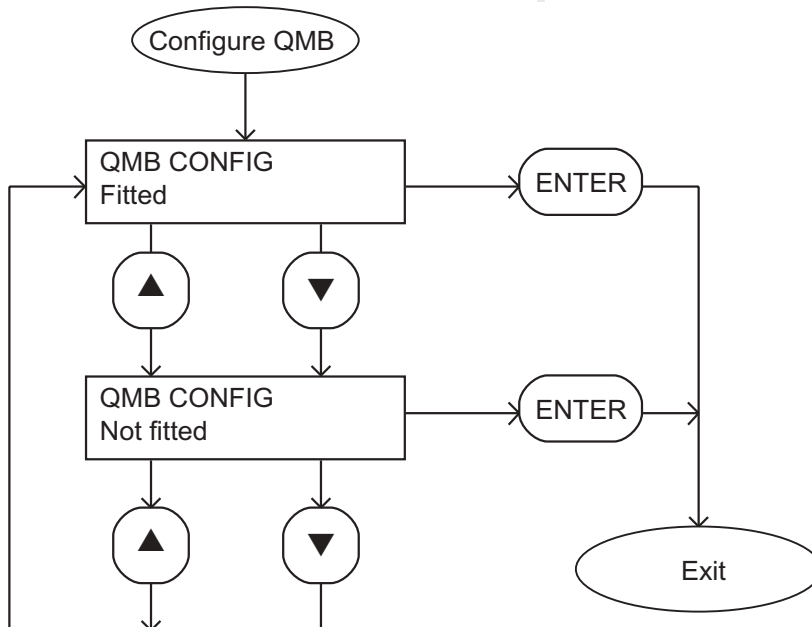 Configure QMB
QMB CONFIG
Fitted
ENTER
▲
▼
QMB CONFIG
Not fitted
ENTER
▲
▼
Exit